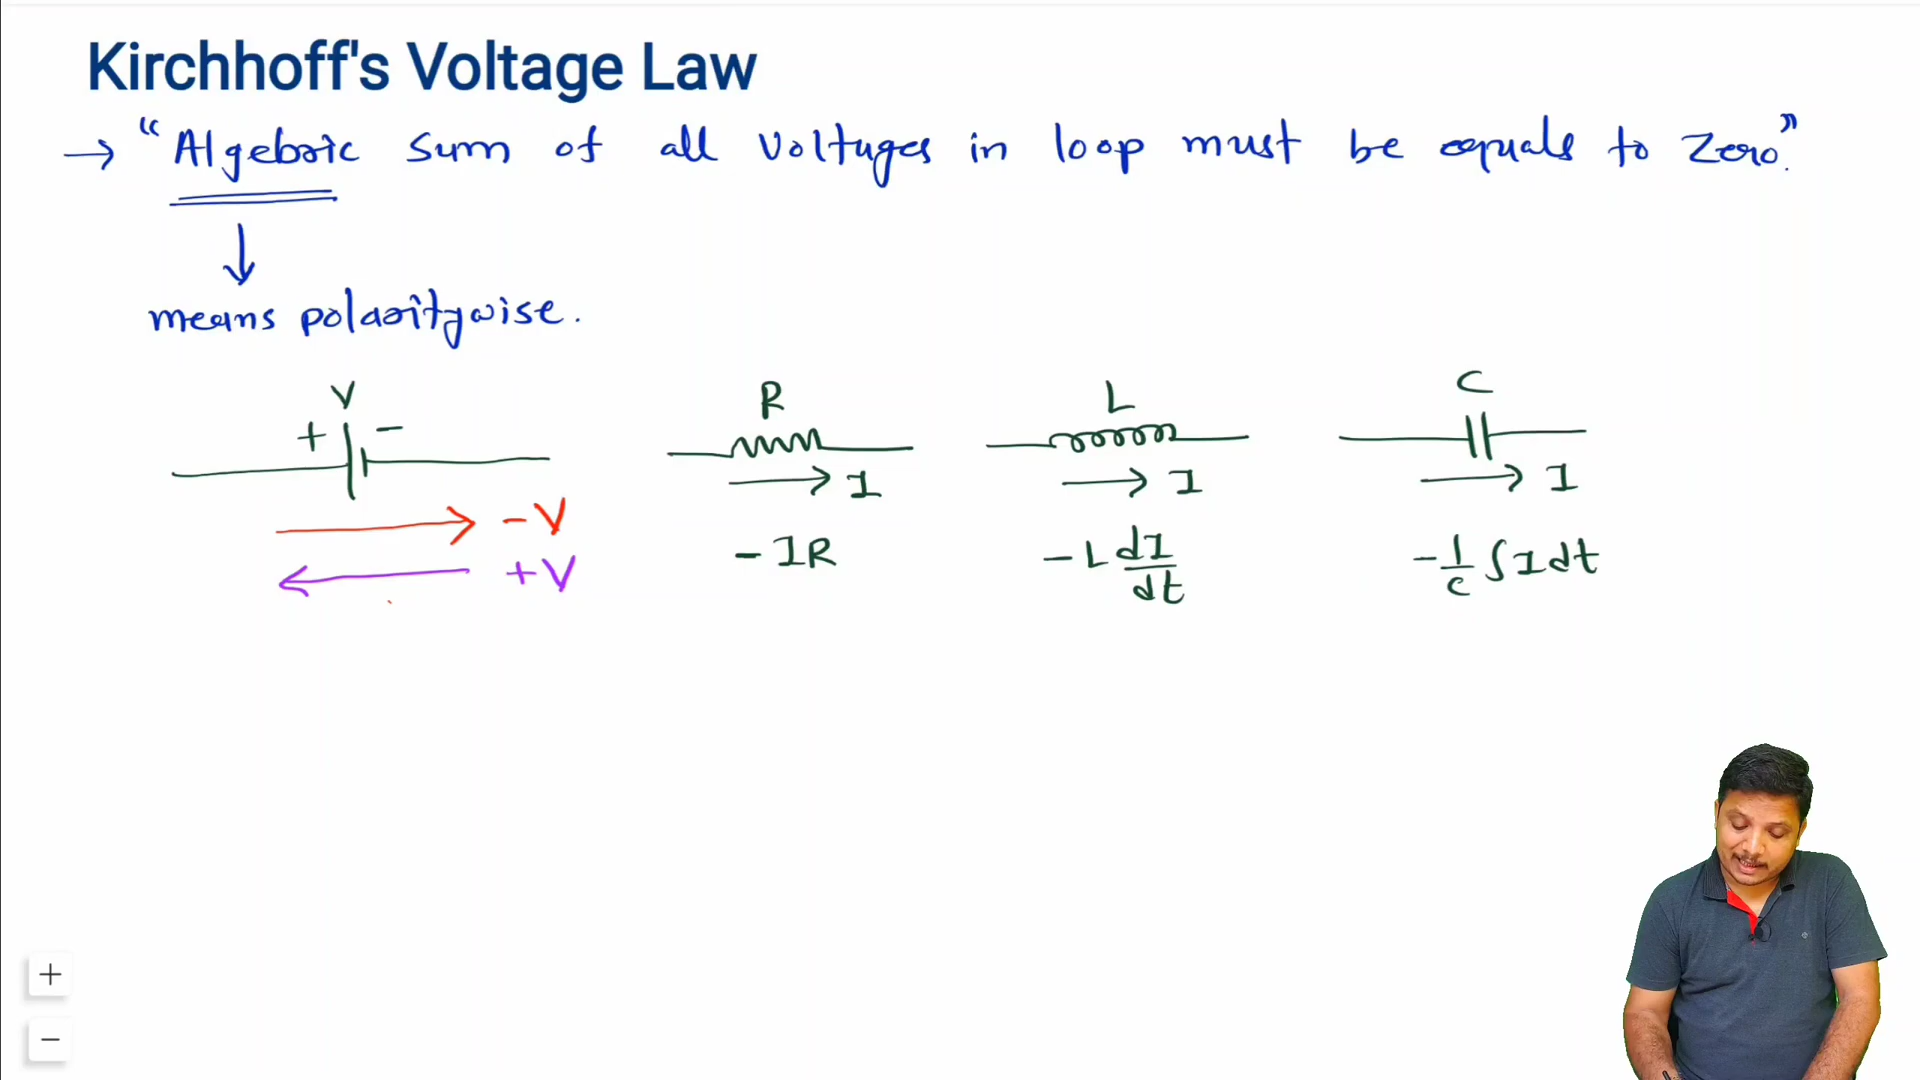 Kirchhoff's Voltage Law
→ “Algebric sum of all voltages in loop must be equals to zero.”
means polaritywise.
V
+ −
R
L
C
I
I
I
−V
+V
−IR
−L dI/dt
−1/C ∫I dt
+
−